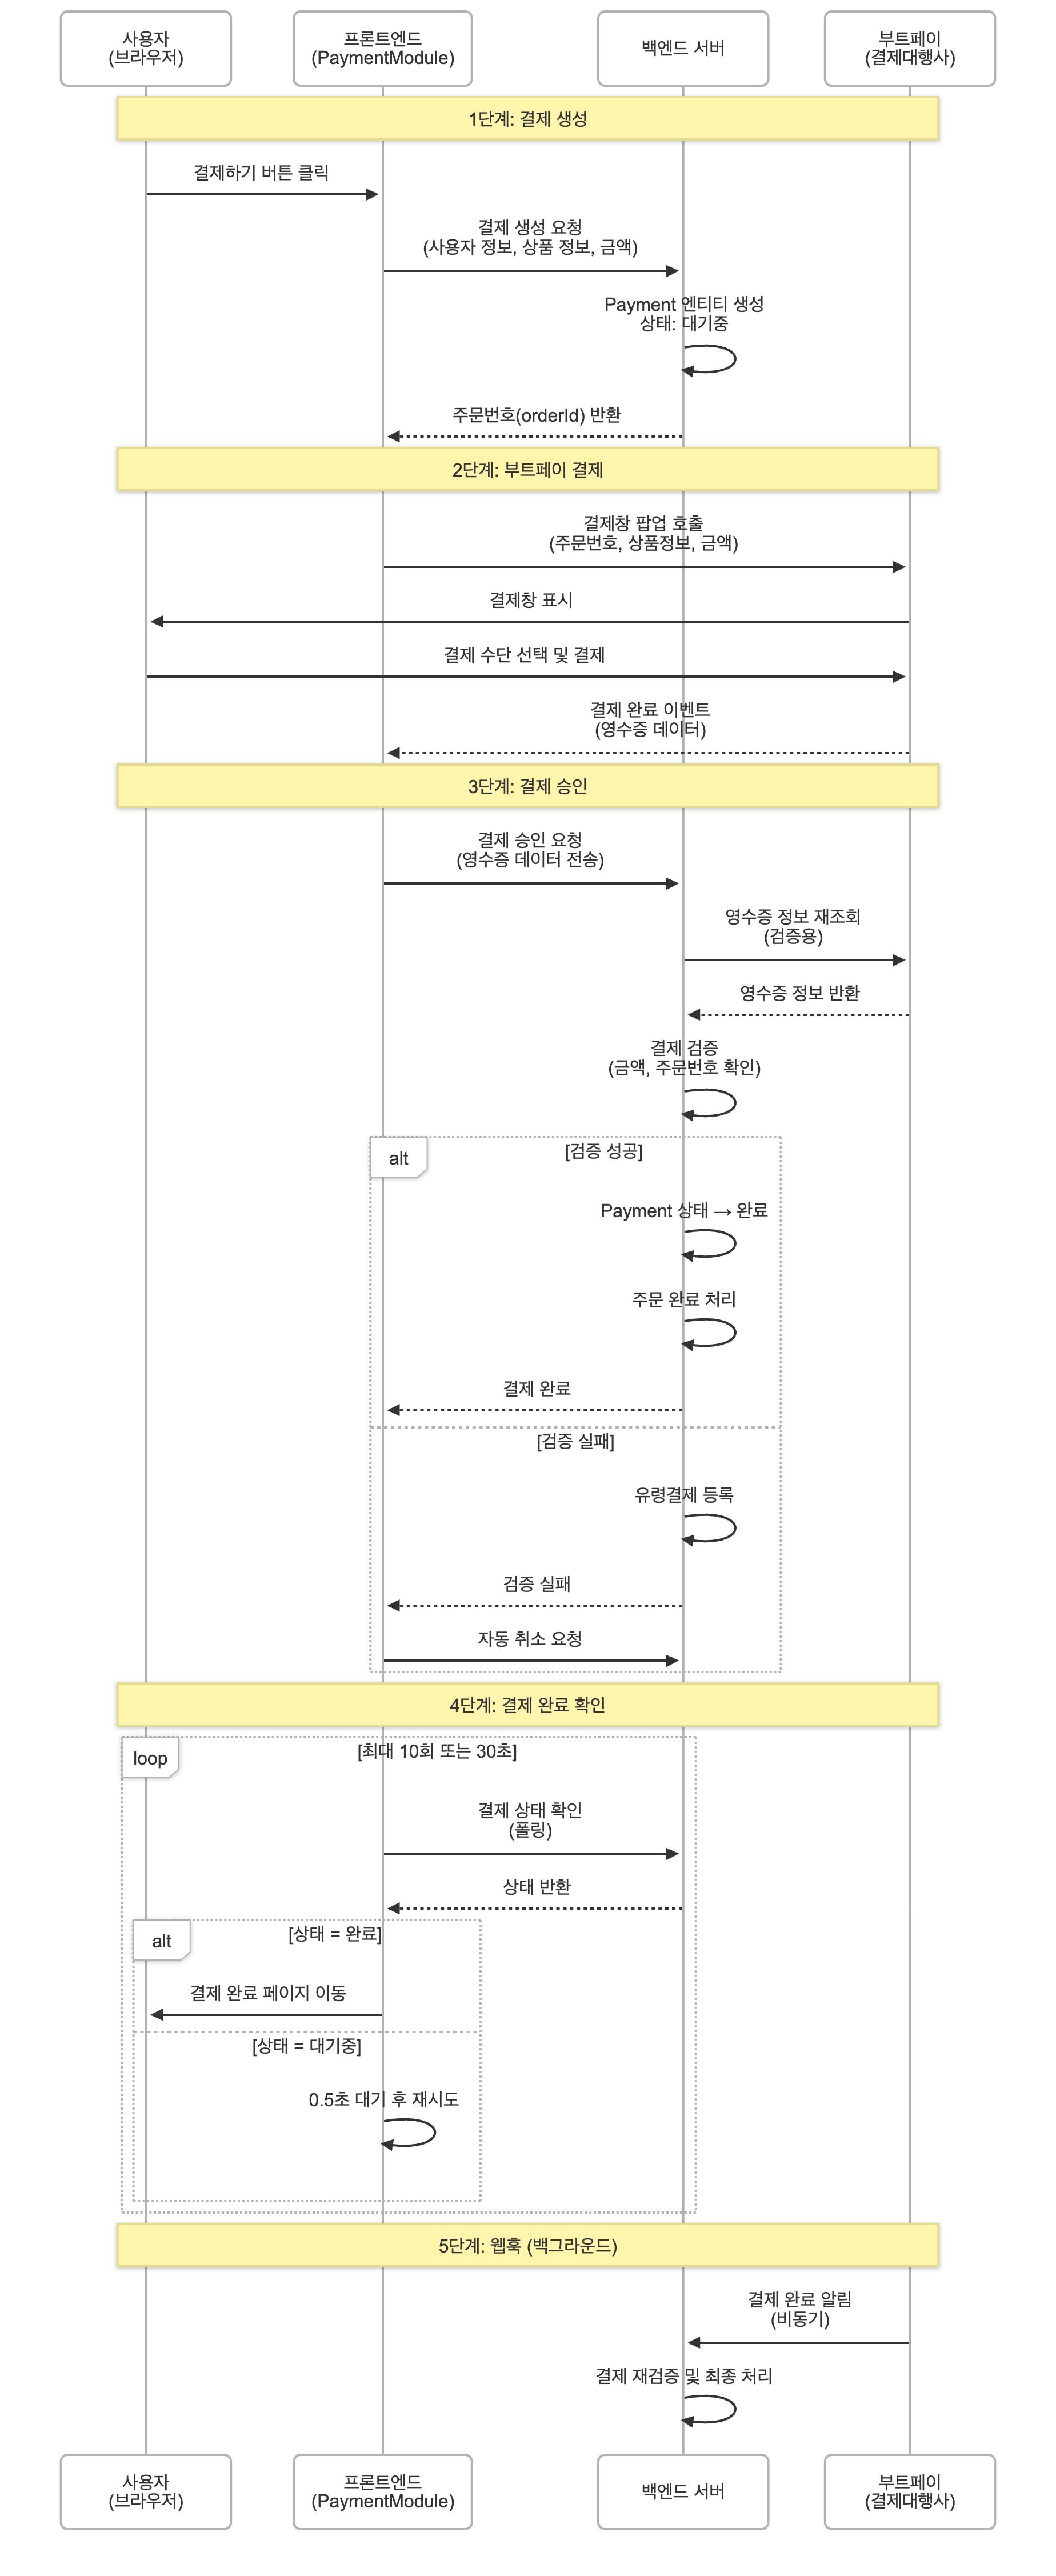 사용자
(브라우저)
프론트엔드
(PaymentModule)
백엔드 서버
부트페이
(결제대행사)
1단계: 결제 생성
결제하기 버튼 클릭
결제 생성 요청
(사용자 정보, 상품 정보, 금액)
Payment 엔티티 생성
상태: 대기중
주문번호(orderId) 반환
2단계: 부트페이 결제
결제창 팝업 호출
(주문번호, 상품정보, 금액)
결제창 표시
결제 수단 선택 및 결제
결제 완료 이벤트
(영수증 데이터)
3단계: 결제 승인
결제 승인 요청
(영수증 데이터 전송)
영수증 정보 재조회
(검증용)
영수증 정보 반환
결제 검증
(금액, 주문번호 확인)
alt
[검증 성공]
Payment 상태 → 완료
주문 완료 처리
결제 완료
[검증 실패]
유령결제 등록
검증 실패
자동 취소 요청
4단계: 결제 완료 확인
loop
[최대 10회 또는 30초]
결제 상태 확인
(폴링)
상태 반환
alt
[상태 = 완료]
결제 완료 페이지 이동
[상태 = 대기중]
0.5초 대기 후 재시도
5단계: 웹훅 (백그라운드)
결제 완료 알림
(비동기)
결제 재검증 및 최종 처리
사용자
(브라우저)
프론트엔드
(PaymentModule)
백엔드 서버
부트페이
(결제대행사)